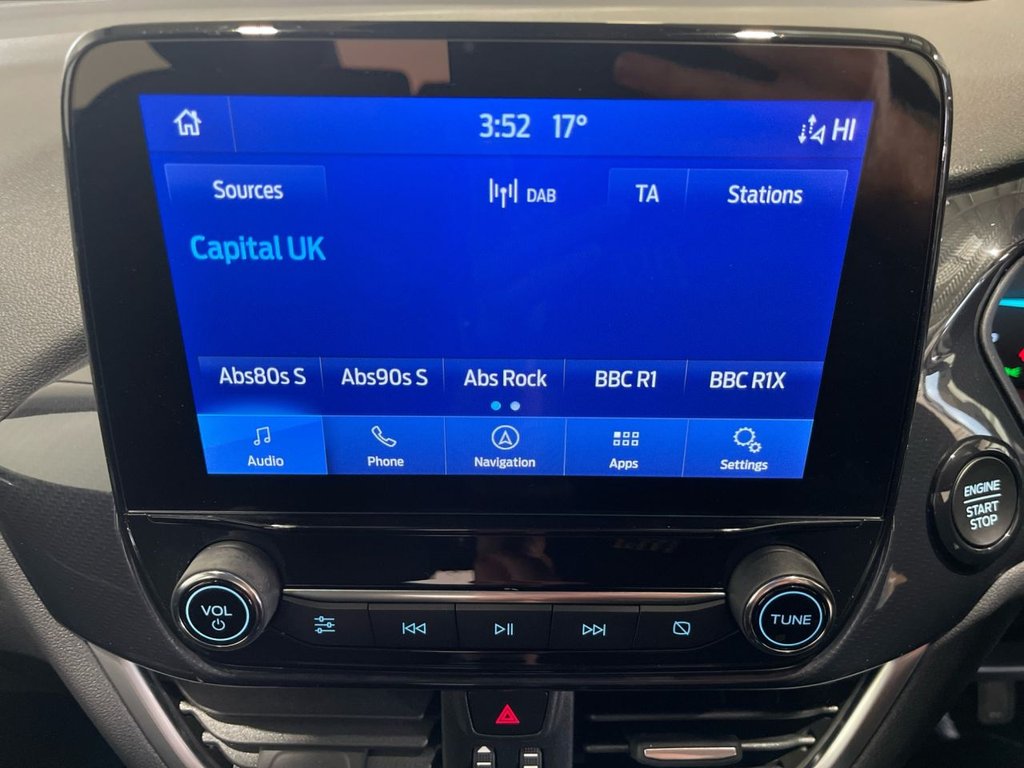 3:52 17° HI
Sources DAB TA Stations
Capital UK
Abs80s S Abs90s S Abs Rock BBC R1 BBC R1X
Audio Phone Navigation Apps Settings
ENGINE
START
STOP
VOL
TUNE